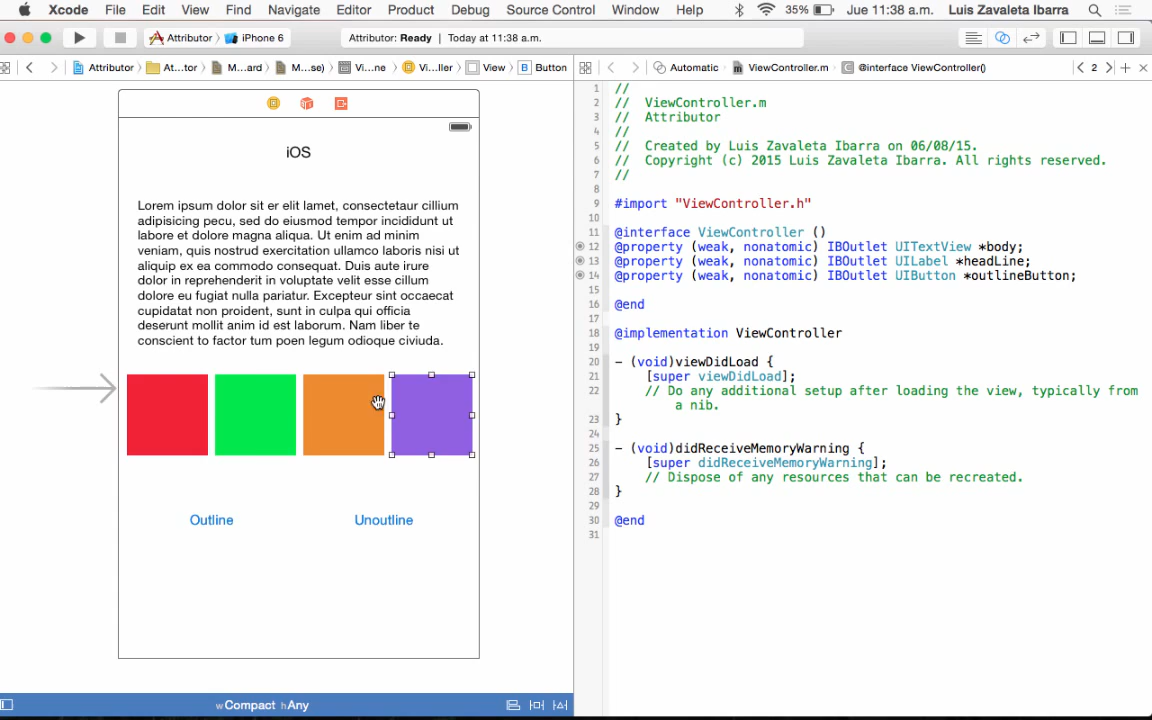 Xcode File Edit View Find Navigate Editor Product Debug Source Control Window Help 35% Jue 11:38 a.m. Luis Zavaleta Ibarra
Attributor iPhone 6 Attributor: Ready | Today at 11:38 a.m.
Attributor At...tor M...ard M...se) Vi...ne Vi...ller View B Button
Automatic ViewController.m C @interface ViewController() 2
iOS
Lorem ipsum dolor sit er elit lamet, consectetaur cillium
adipisicing pecu, sed do eiusmod tempor incididunt ut
labore et dolore magna aliqua. Ut enim ad minim
veniam, quis nostrud exercitation ullamco laboris nisi ut
aliquip ex ea commodo consequat. Duis aute irure
dolor in reprehenderit in voluptate velit esse cillum
dolore eu fugiat nulla pariatur. Excepteur sint occaecat
cupidatat non proident, sunt in culpa qui officia
deserunt mollit anim id est laborum. Nam liber te
conscient to factor tum poen legum odioque civiuda.
Outline Unoutline
wCompact hAny
1 //
2 // ViewController.m
3 // Attributor
4 //
5 // Created by Luis Zavaleta Ibarra on 06/08/15.
6 // Copyright (c) 2015 Luis Zavaleta Ibarra. All rights reserved.
7 //
8
9 #import "ViewController.h"
10
11 @interface ViewController ()
12 @property (weak, nonatomic) IBOutlet UITextView *body;
13 @property (weak, nonatomic) IBOutlet UILabel *headLine;
14 @property (weak, nonatomic) IBOutlet UIButton *outlineButton;
15
16 @end
17
18 @implementation ViewController
19
20 - (void)viewDidLoad {
21 [super viewDidLoad];
22 // Do any additional setup after loading the view, typically from
a nib.
23 }
24
25 - (void)didReceiveMemoryWarning {
26 [super didReceiveMemoryWarning];
27 // Dispose of any resources that can be recreated.
28 }
29
30 @end
31